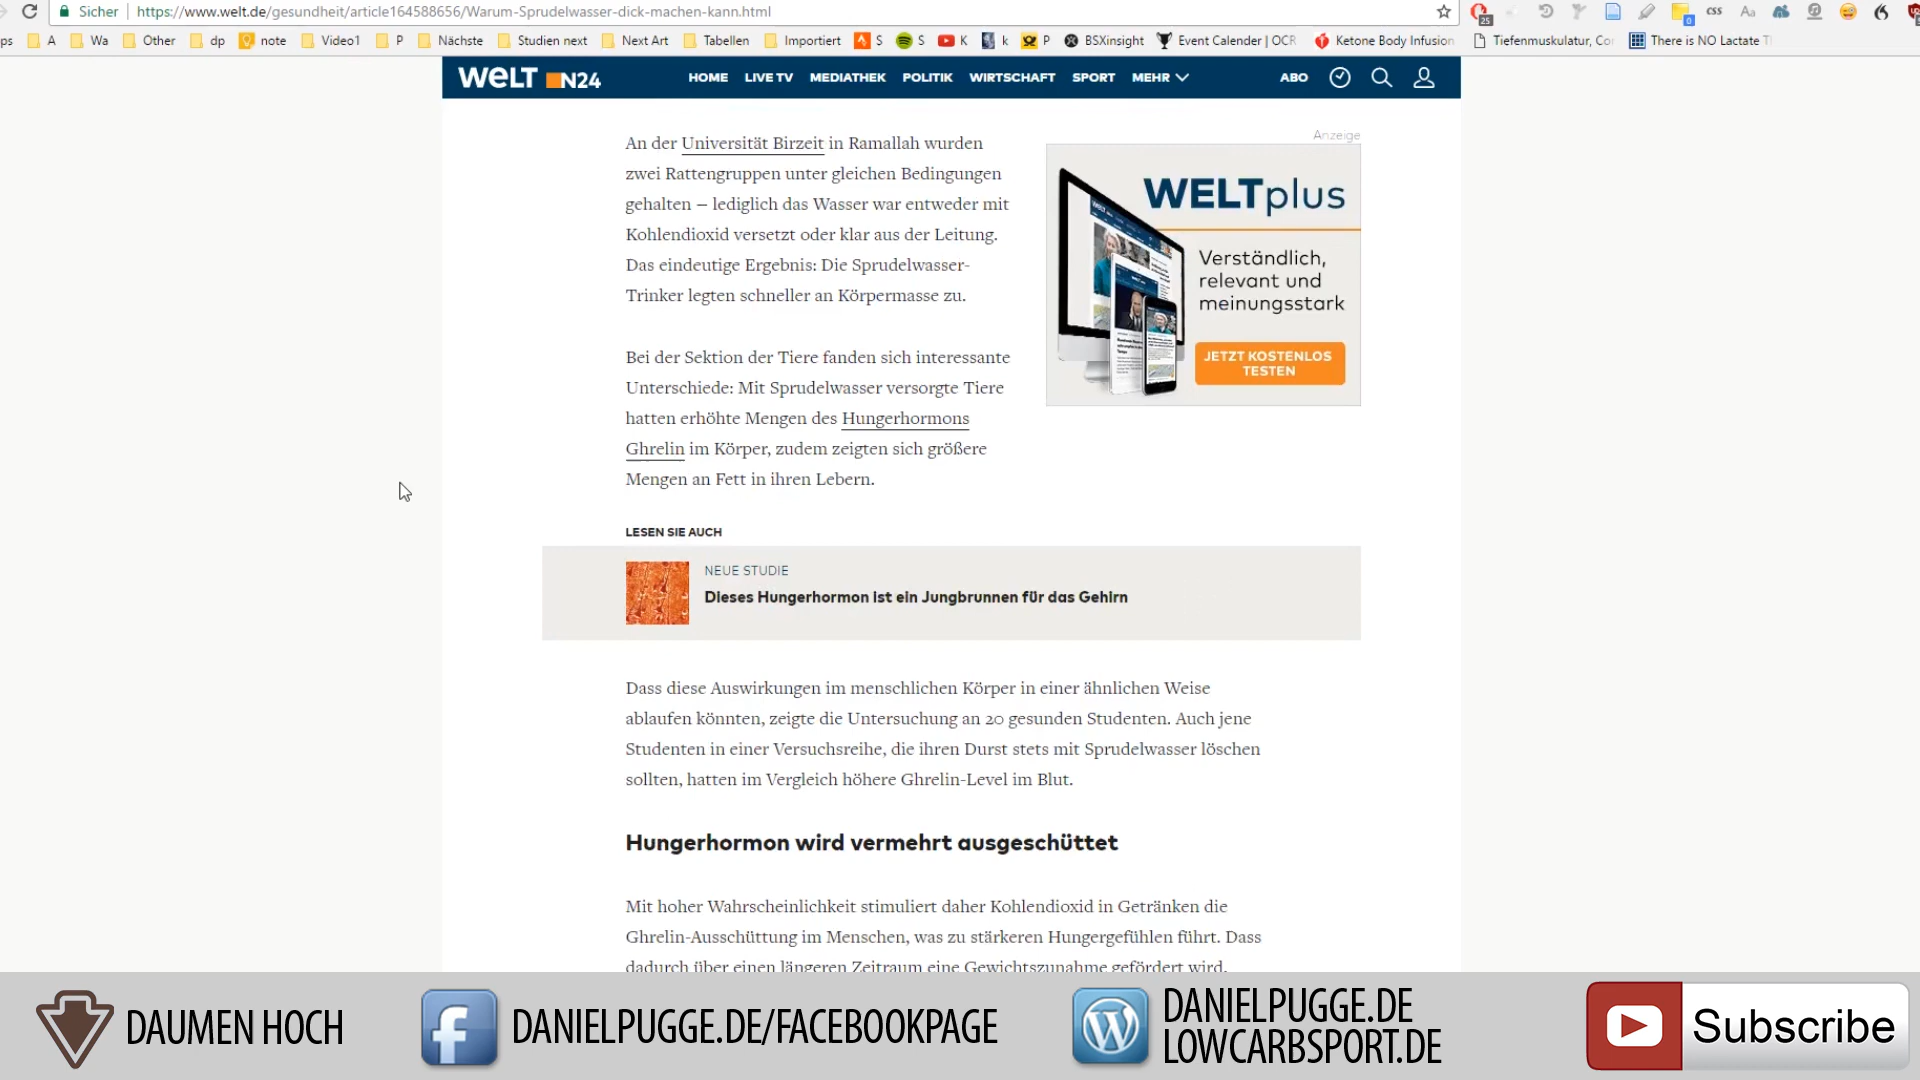 Sicher https://www.welt.de/gesundheit/article164588656/Warum-Sprudelwasser-dick-machen-kann.html 25 0 css Aa
ps A Wa Other dp note Video1 P Nächste Studien next Next Art Tabellen Importiert S S K k P BSXinsight Event Calender | OCR Ketone Body Infusion Tiefenmuskulatur, Cor There is NO Lactate T
WELT N24 HOME LIVE TV MEDIATHEK POLITIK WIRTSCHAFT SPORT MEHR ABO
Anzeige
An der Universität Birzeit in Ramallah wurden
zwei Rattengruppen unter gleichen Bedingungen
gehalten – lediglich das Wasser war entweder mit
Kohlendioxid versetzt oder klar aus der Leitung.
Das eindeutige Ergebnis: Die Sprudelwasser-
Trinker legten schneller an Körpermasse zu.
WELTplus
Verständlich,
relevant und
meinungsstark
JETZT KOSTENLOS
TESTEN
Bei der Sektion der Tiere fanden sich interessante
Unterschiede: Mit Sprudelwasser versorgte Tiere
hatten erhöhte Mengen des Hungerhormons
Ghrelin im Körper, zudem zeigten sich größere
Mengen an Fett in ihren Lebern.
LESEN SIE AUCH
NEUE STUDIE
Dieses Hungerhormon ist ein Jungbrunnen für das Gehirn
Dass diese Auswirkungen im menschlichen Körper in einer ähnlichen Weise
ablaufen könnten, zeigte die Untersuchung an 20 gesunden Studenten. Auch jene
Studenten in einer Versuchsreihe, die ihren Durst stets mit Sprudelwasser löschen
sollten, hatten im Vergleich höhere Ghrelin-Level im Blut.
Hungerhormon wird vermehrt ausgeschüttet
Mit hoher Wahrscheinlichkeit stimuliert daher Kohlendioxid in Getränken die
Ghrelin-Ausschüttung im Menschen, was zu stärkeren Hungergefühlen führt. Dass
dadurch über einen längeren Zeitraum eine Gewichtszunahme gefördert wird,
DAUMEN HOCH
DANIELPUGGE.DE/FACEBOOKPAGE
DANIELPUGGE.DE
LOWCARBSPORT.DE
Subscribe